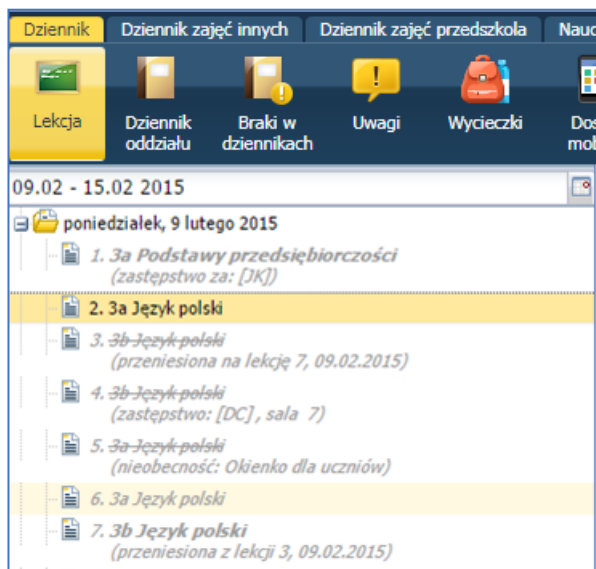 Dziennik Dziennik zajęć innych Dziennik zajęć przedszkola
Lekcja Dziennik oddziału Braki w dziennikach Uwagi Wycieczki
09.02 - 15.02 2015
poniedziałek, 9 lutego 2015
1. 3a Podstawy przedsiębiorczości
(zastępstwo za: [JK])
2. 3a Język polski
3. 3b Język polski
(przeniesiona na lekcję 7, 09.02.2015)
4. 3b Język polski
(zastępstwo: [DC] , sala 7)
5. 3a Język polski
(nieobecność: Okienko dla uczniów)
6. 3a Język polski
7. 3b Język polski
(przeniesiona z lekcji 3, 09.02.2015)